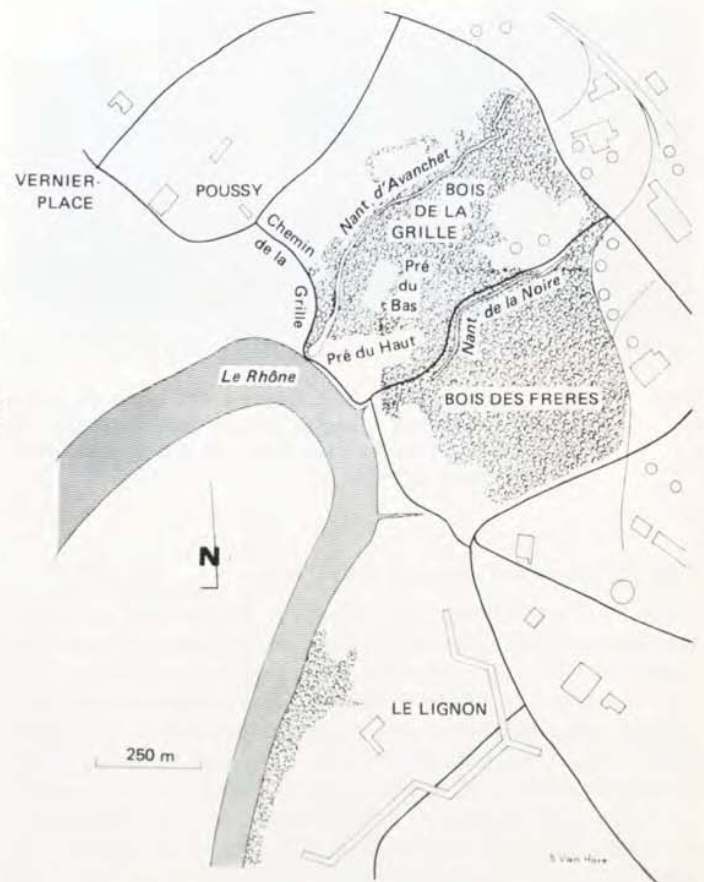 VERNIER-
PLACE
POUSSY
Chemin
de la
Grille
Nant d'Avanchet
BOIS
DE LA
GRILLE
Pré
du
Bas
Nant de la Noire
Pré du Haut
Le Rhône
BOIS DES FRERES
N
LE LIGNON
250 m